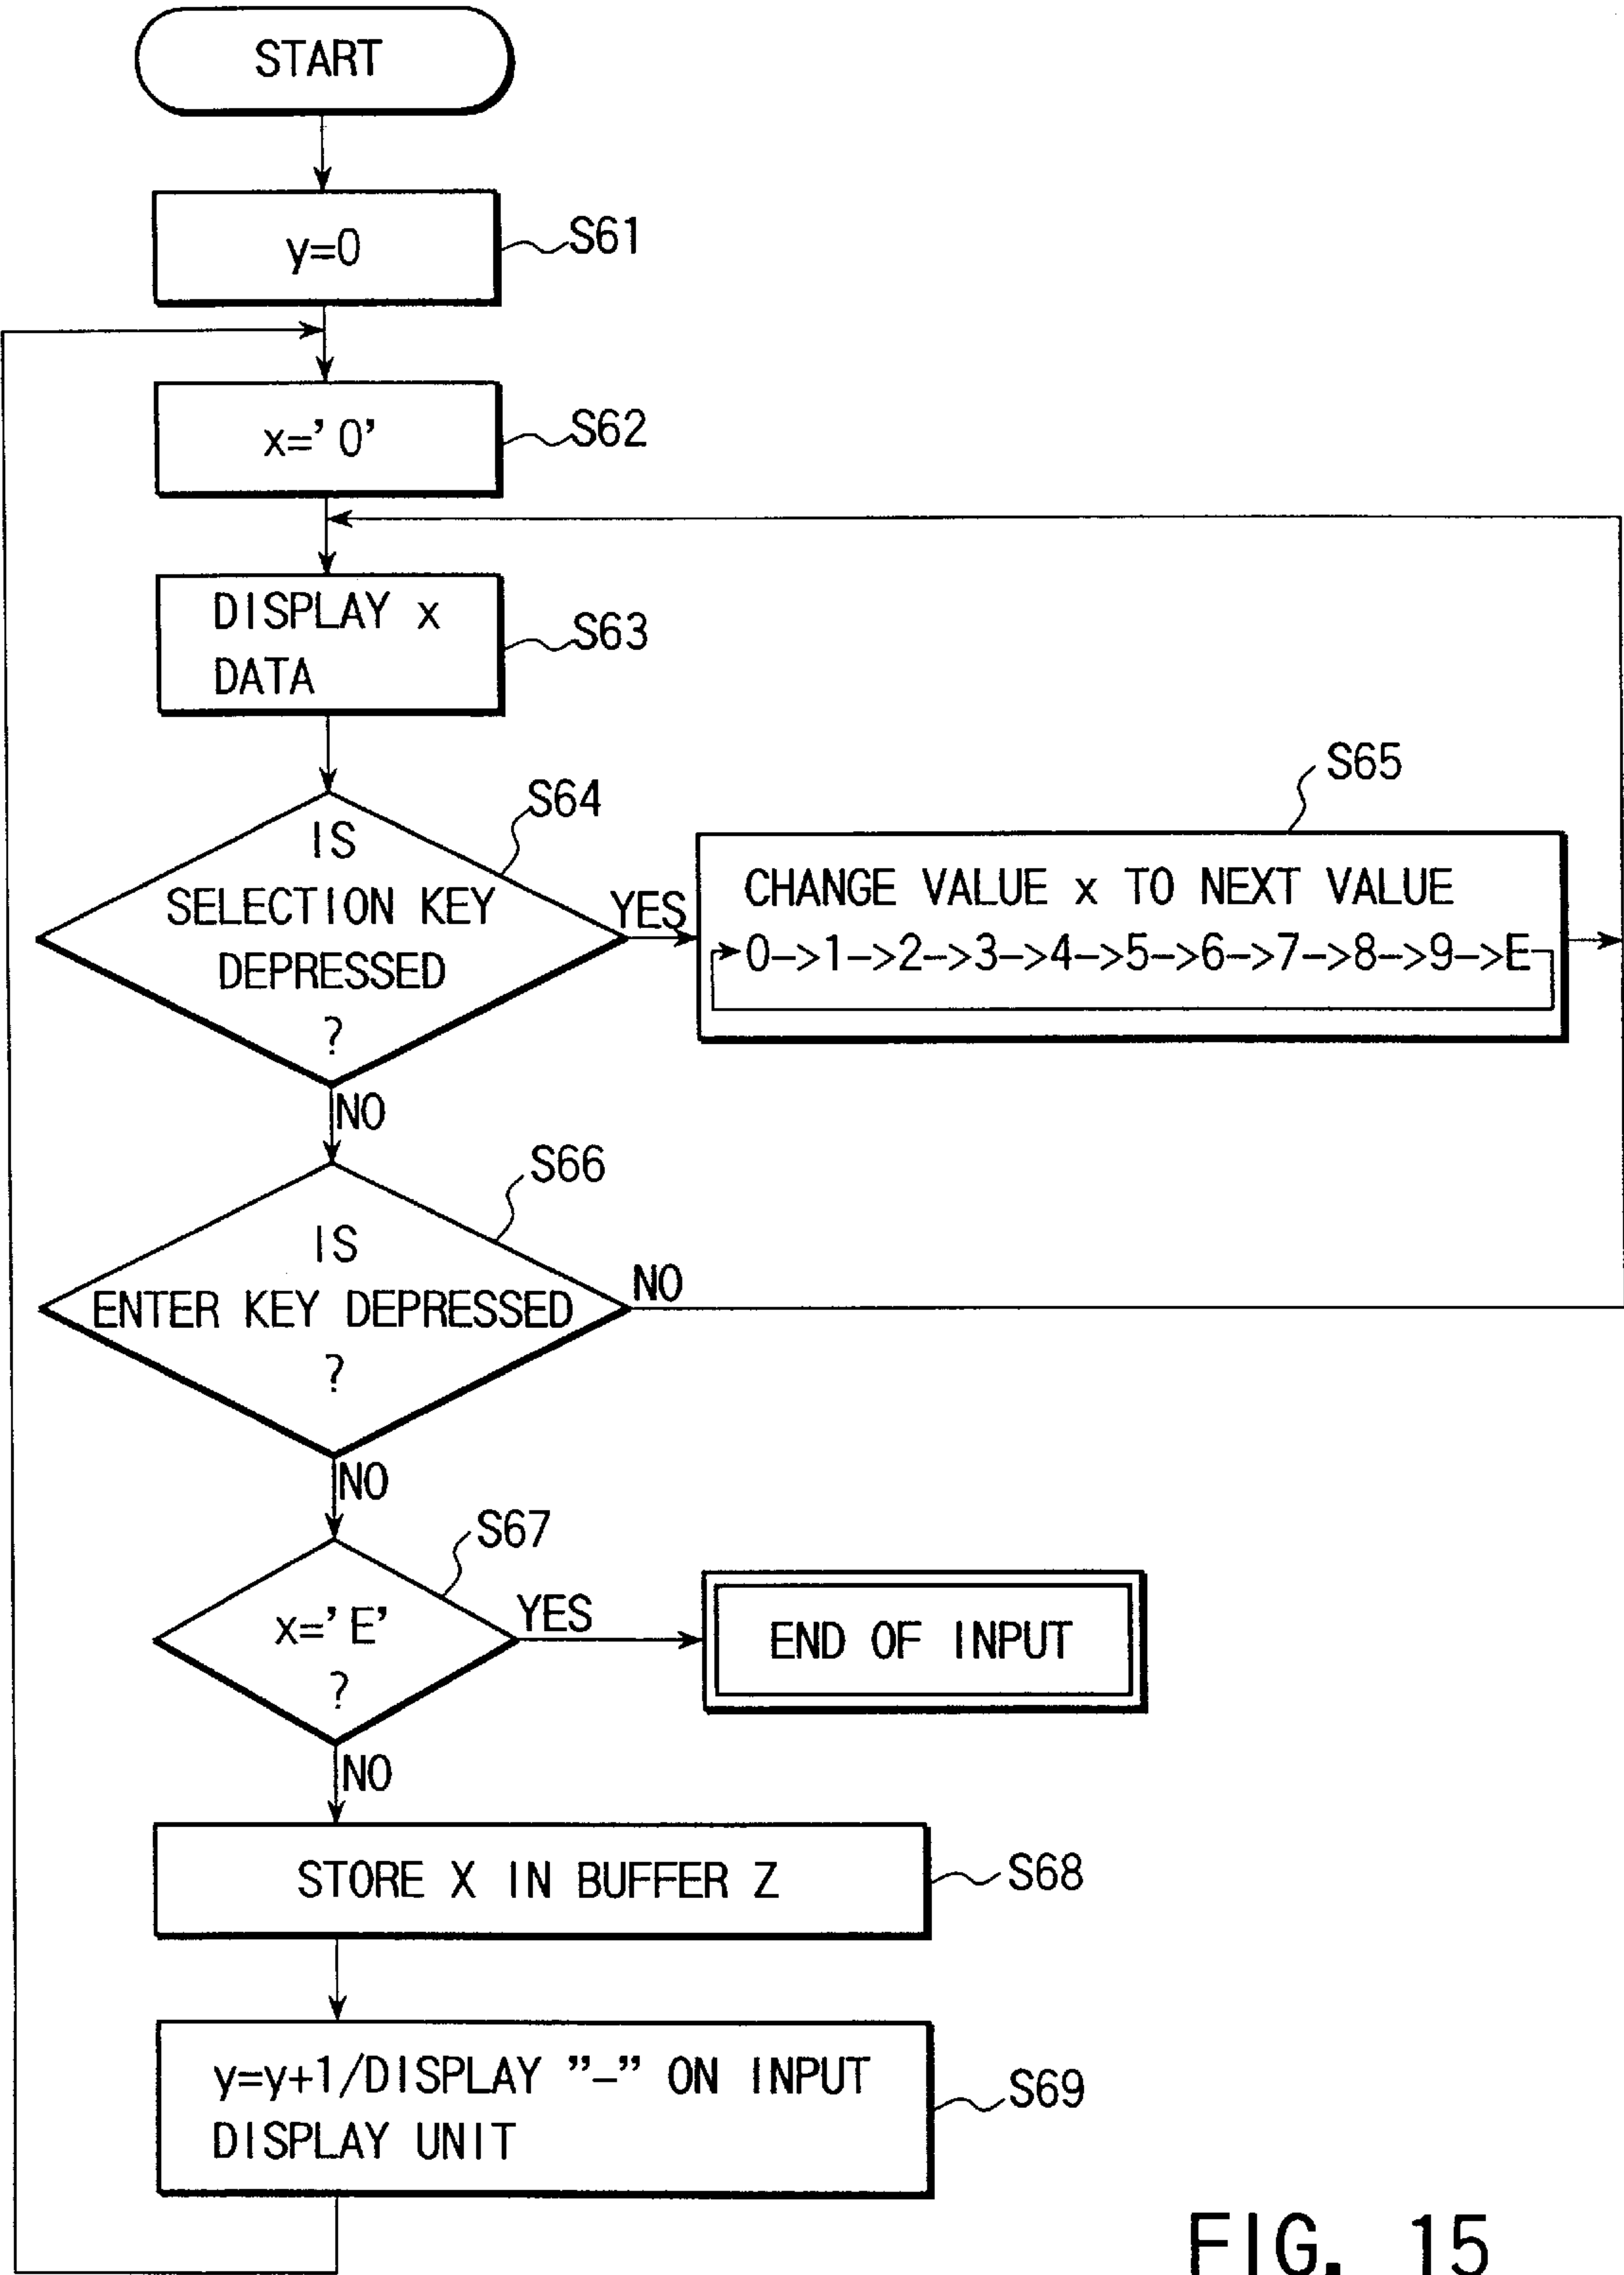 START
y=0
S61
x='0'
S62
DISPLAY x
DATA
S63
IS
SELECTION KEY
DEPRESSED
?
S64
YES
S65
CHANGE VALUE x TO NEXT VALUE
0->1->2->3->4->5->6->7->8->9->E
NO
IS
ENTER KEY DEPRESSED
?
S66
NO
NO
x='E'
?
S67
YES
END OF INPUT
NO
STORE X IN BUFFER Z
S68
y=y+1/DISPLAY "-" ON INPUT
DISPLAY UNIT
S69
FIG. 15